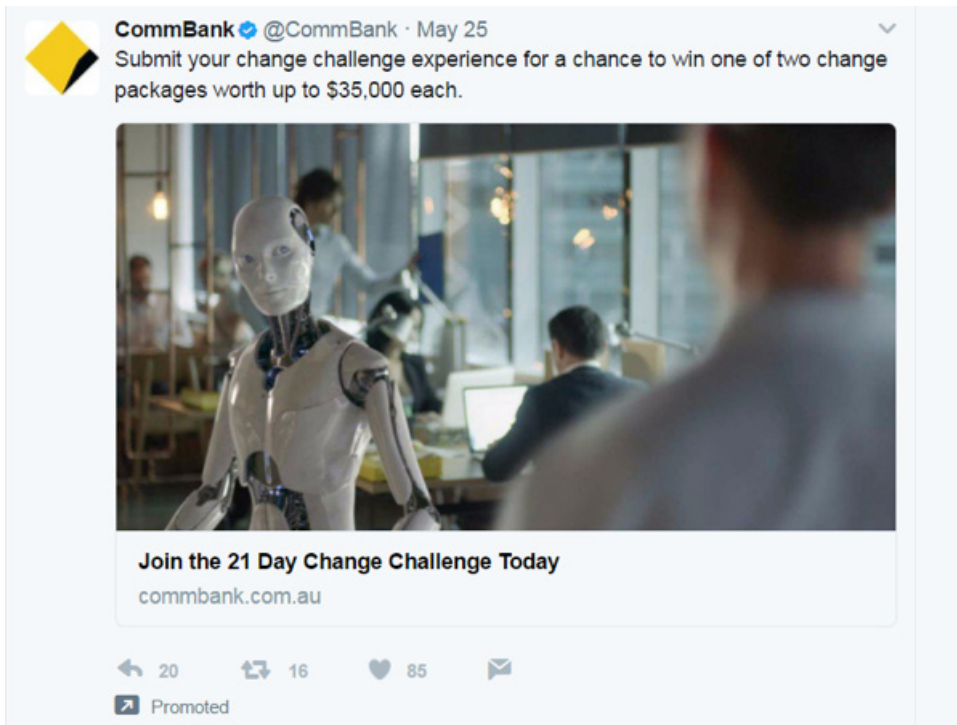 CommBank @CommBank · May 25
Submit your change challenge experience for a chance to win one of two change
packages worth up to $35,000 each.
Join the 21 Day Change Challenge Today
commbank.com.au
20 16 85
Promoted